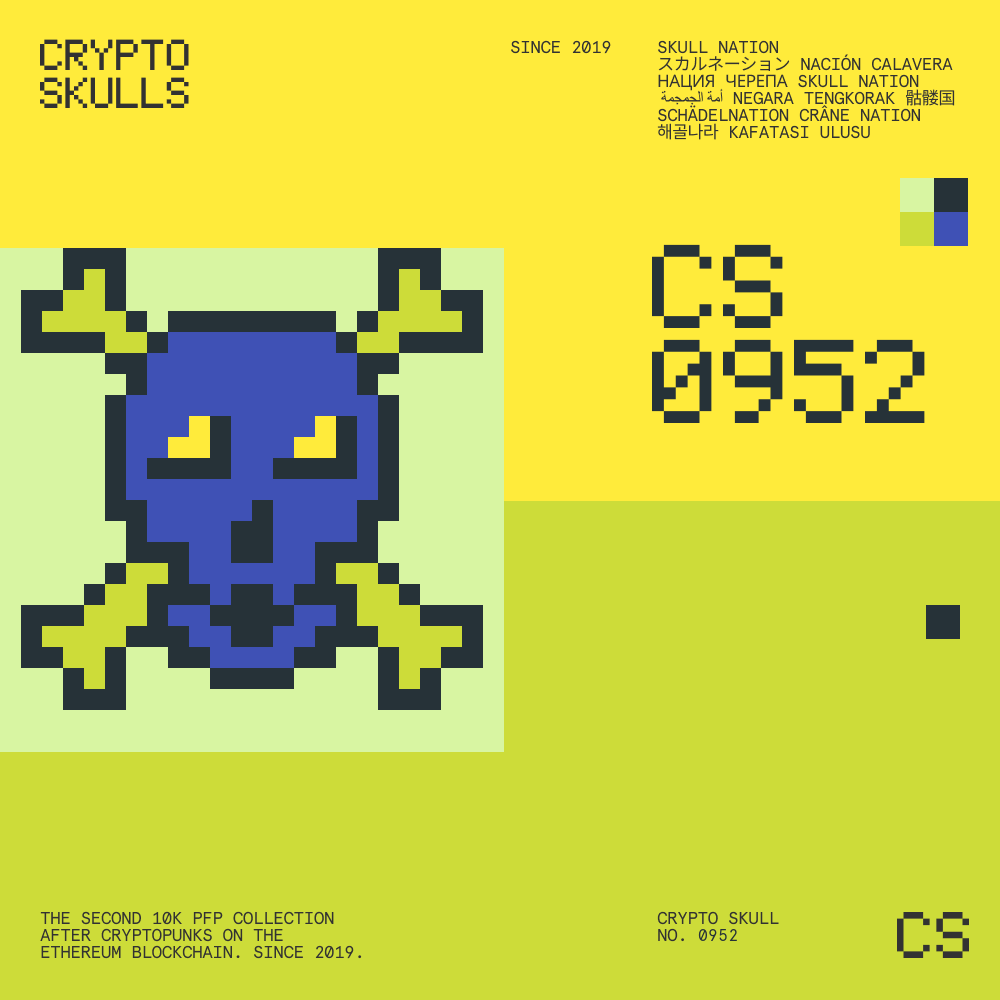 CRYPTO
SKULLS
SINCE 2019
SKULL NATION
スカルネーション NACIÓN CALAVERA
НАЦИЯ ЧЕРЕПА SKULL NATION
أمة الجمجمة NEGARA TENGKORAK 骷髅国
SCHÄDELNATION CRÂNE NATION
해골나라 KAFATASI ULUSU
CS
0952
THE SECOND 10K PFP COLLECTION
AFTER CRYPTOPUNKS ON THE
ETHEREUM BLOCKCHAIN. SINCE 2019.
CRYPTO SKULL
NO. 0952
CS